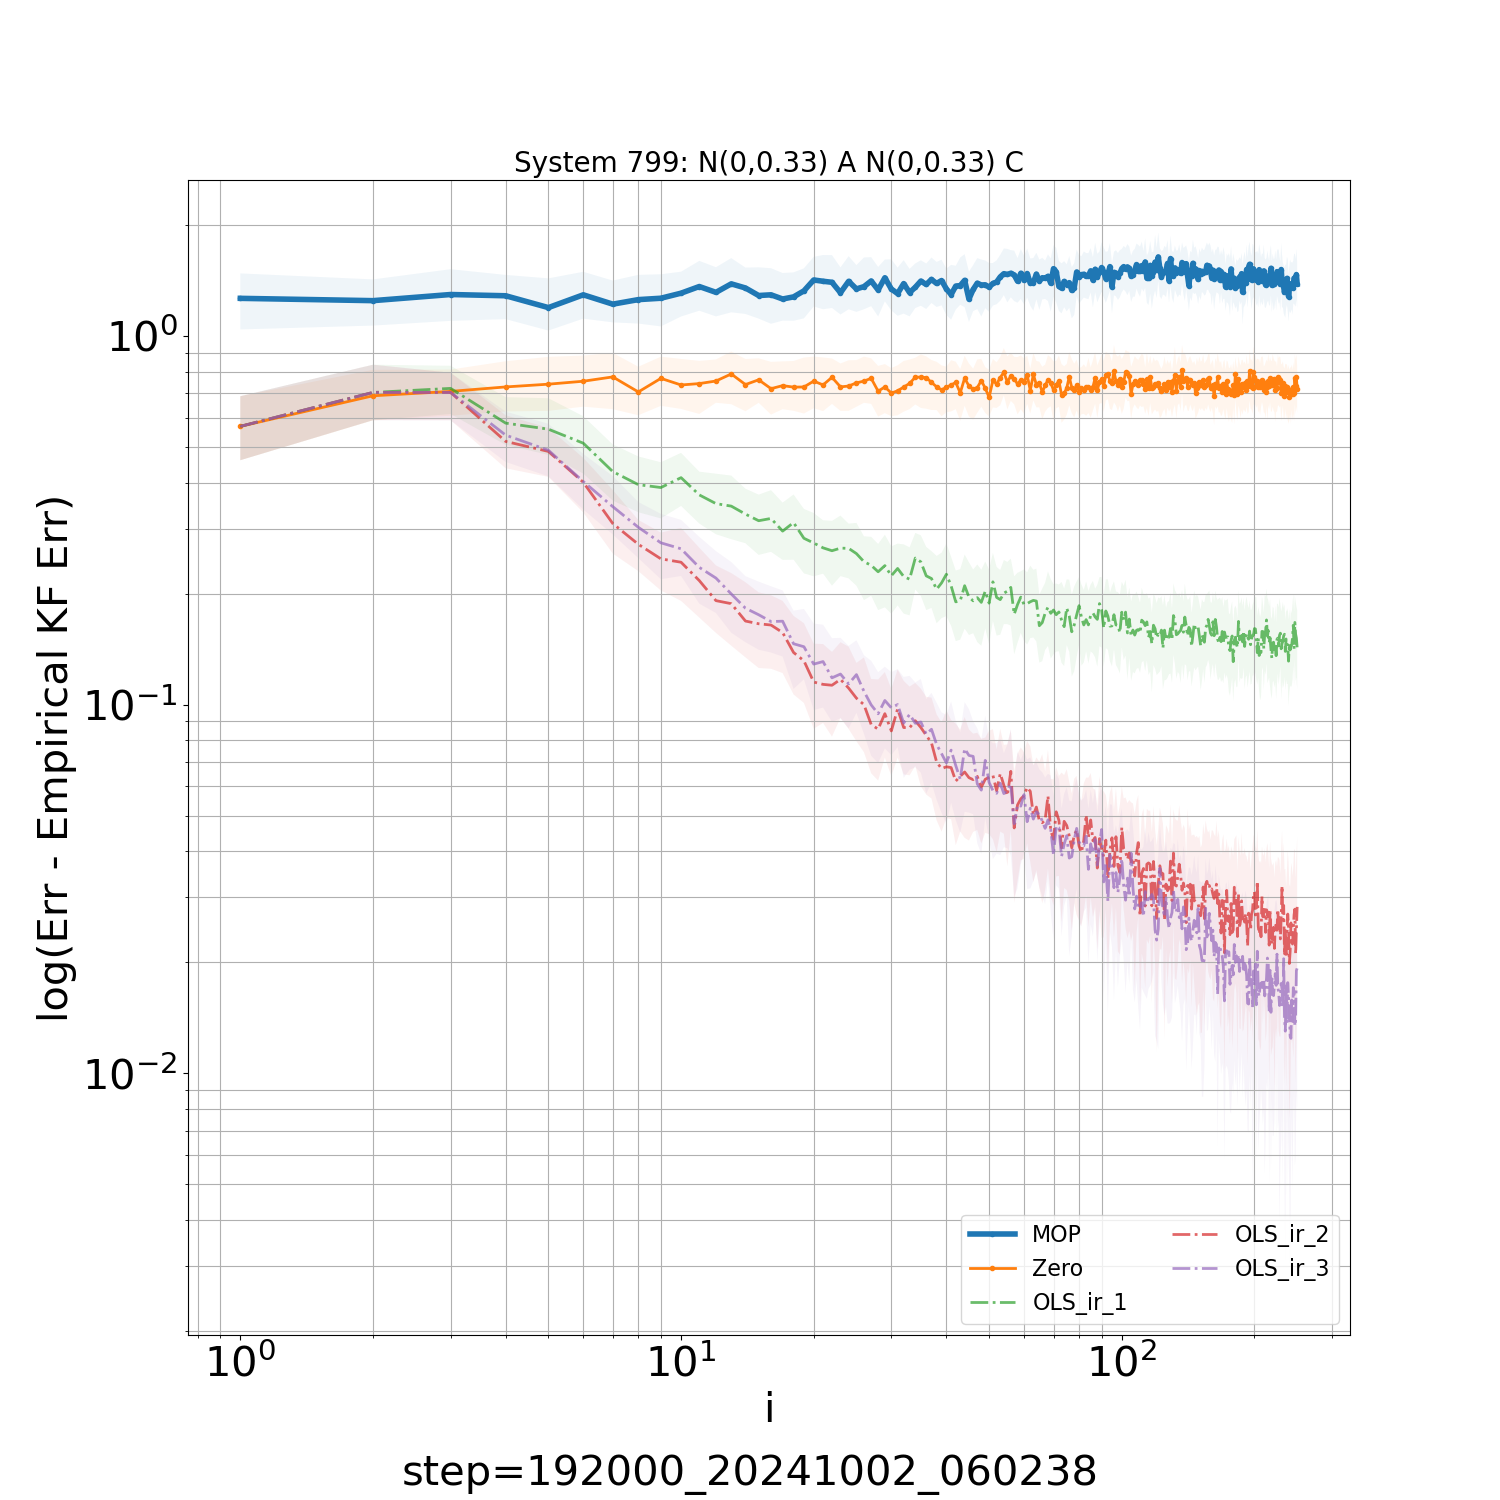 System 799: N(0,0.33) A N(0,0.33) C
log(Err - Empirical KF Err)
10⁰
10⁻¹
10⁻²
MOP
Zero
OLS_ir_1
OLS_ir_2
OLS_ir_3
10⁰ 10¹ 10²
i
step=192000_20241002_060238